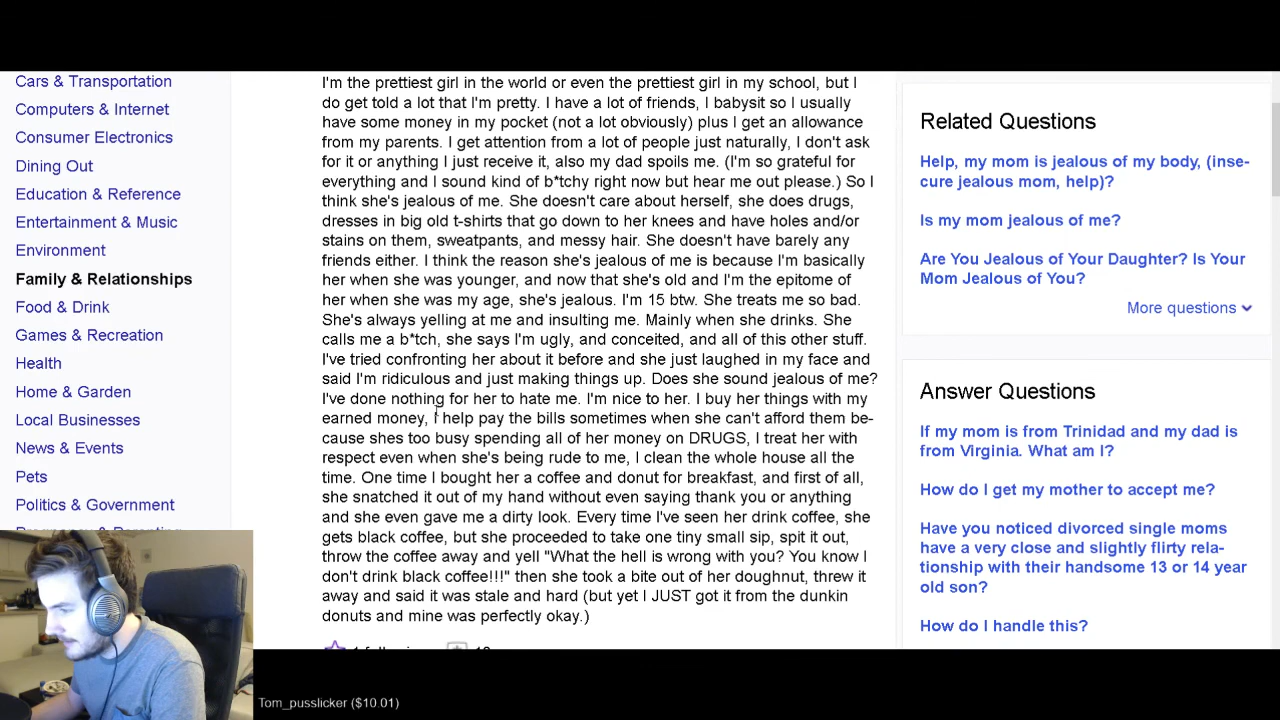 Cars & Transportation
Computers & Internet
Consumer Electronics
Dining Out
Education & Reference
Entertainment & Music
Environment
Family & Relationships
Food & Drink
Games & Recreation
Health
Home & Garden
Local Businesses
News & Events
Pets
Politics & Government
I'm the prettiest girl in the world or even the prettiest girl in my school, but I
do get told a lot that I'm pretty. I have a lot of friends, I babysit so I usually
have some money in my pocket (not a lot obviously) plus I get an allowance
from my parents. I get attention from a lot of people just naturally, I don't ask
for it or anything I just receive it, also my dad spoils me. (I'm so grateful for
everything and I sound kind of b*tchy right now but hear me out please.) So I
think she's jealous of me. She doesn't care about herself, she does drugs,
dresses in big old t-shirts that go down to her knees and have holes and/or
stains on them, sweatpants, and messy hair. She doesn't have barely any
friends either. I think the reason she's jealous of me is because I'm basically
her when she was younger, and now that she's old and I'm the epitome of
her when she was my age, she's jealous. I'm 15 btw. She treats me so bad.
She's always yelling at me and insulting me. Mainly when she drinks. She
calls me a b*tch, she says I'm ugly, and conceited, and all of this other stuff.
I've tried confronting her about it before and she just laughed in my face and
said I'm ridiculous and just making things up. Does she sound jealous of me?
I've done nothing for her to hate me. I'm nice to her. I buy her things with my
earned money, I help pay the bills sometimes when she can't afford them be-
cause shes too busy spending all of her money on DRUGS, I treat her with
respect even when she's being rude to me, I clean the whole house all the
time. One time I bought her a coffee and donut for breakfast, and first of all,
she snatched it out of my hand without even saying thank you or anything
and she even gave me a dirty look. Every time I've seen her drink coffee, she
gets black coffee, but she proceeded to take one tiny small sip, spit it out,
throw the coffee away and yell "What the hell is wrong with you? You know I
don't drink black coffee!!!" then she took a bite out of her doughnut, threw it
away and said it was stale and hard (but yet I JUST got it from the dunkin
donuts and mine was perfectly okay.)
Related Questions
Help, my mom is jealous of my body, (inse-
cure jealous mom, help)?
Is my mom jealous of me?
Are You Jealous of Your Daughter? Is Your
Mom Jealous of You?
More questions
Answer Questions
If my mom is from Trinidad and my dad is
from Virginia. What am I?
How do I get my mother to accept me?
Have you noticed divorced single moms
have a very close and slightly flirty rela-
tionship with their handsome 13 or 14 year
old son?
How do I handle this?
Tom_pusslicker ($10.01)